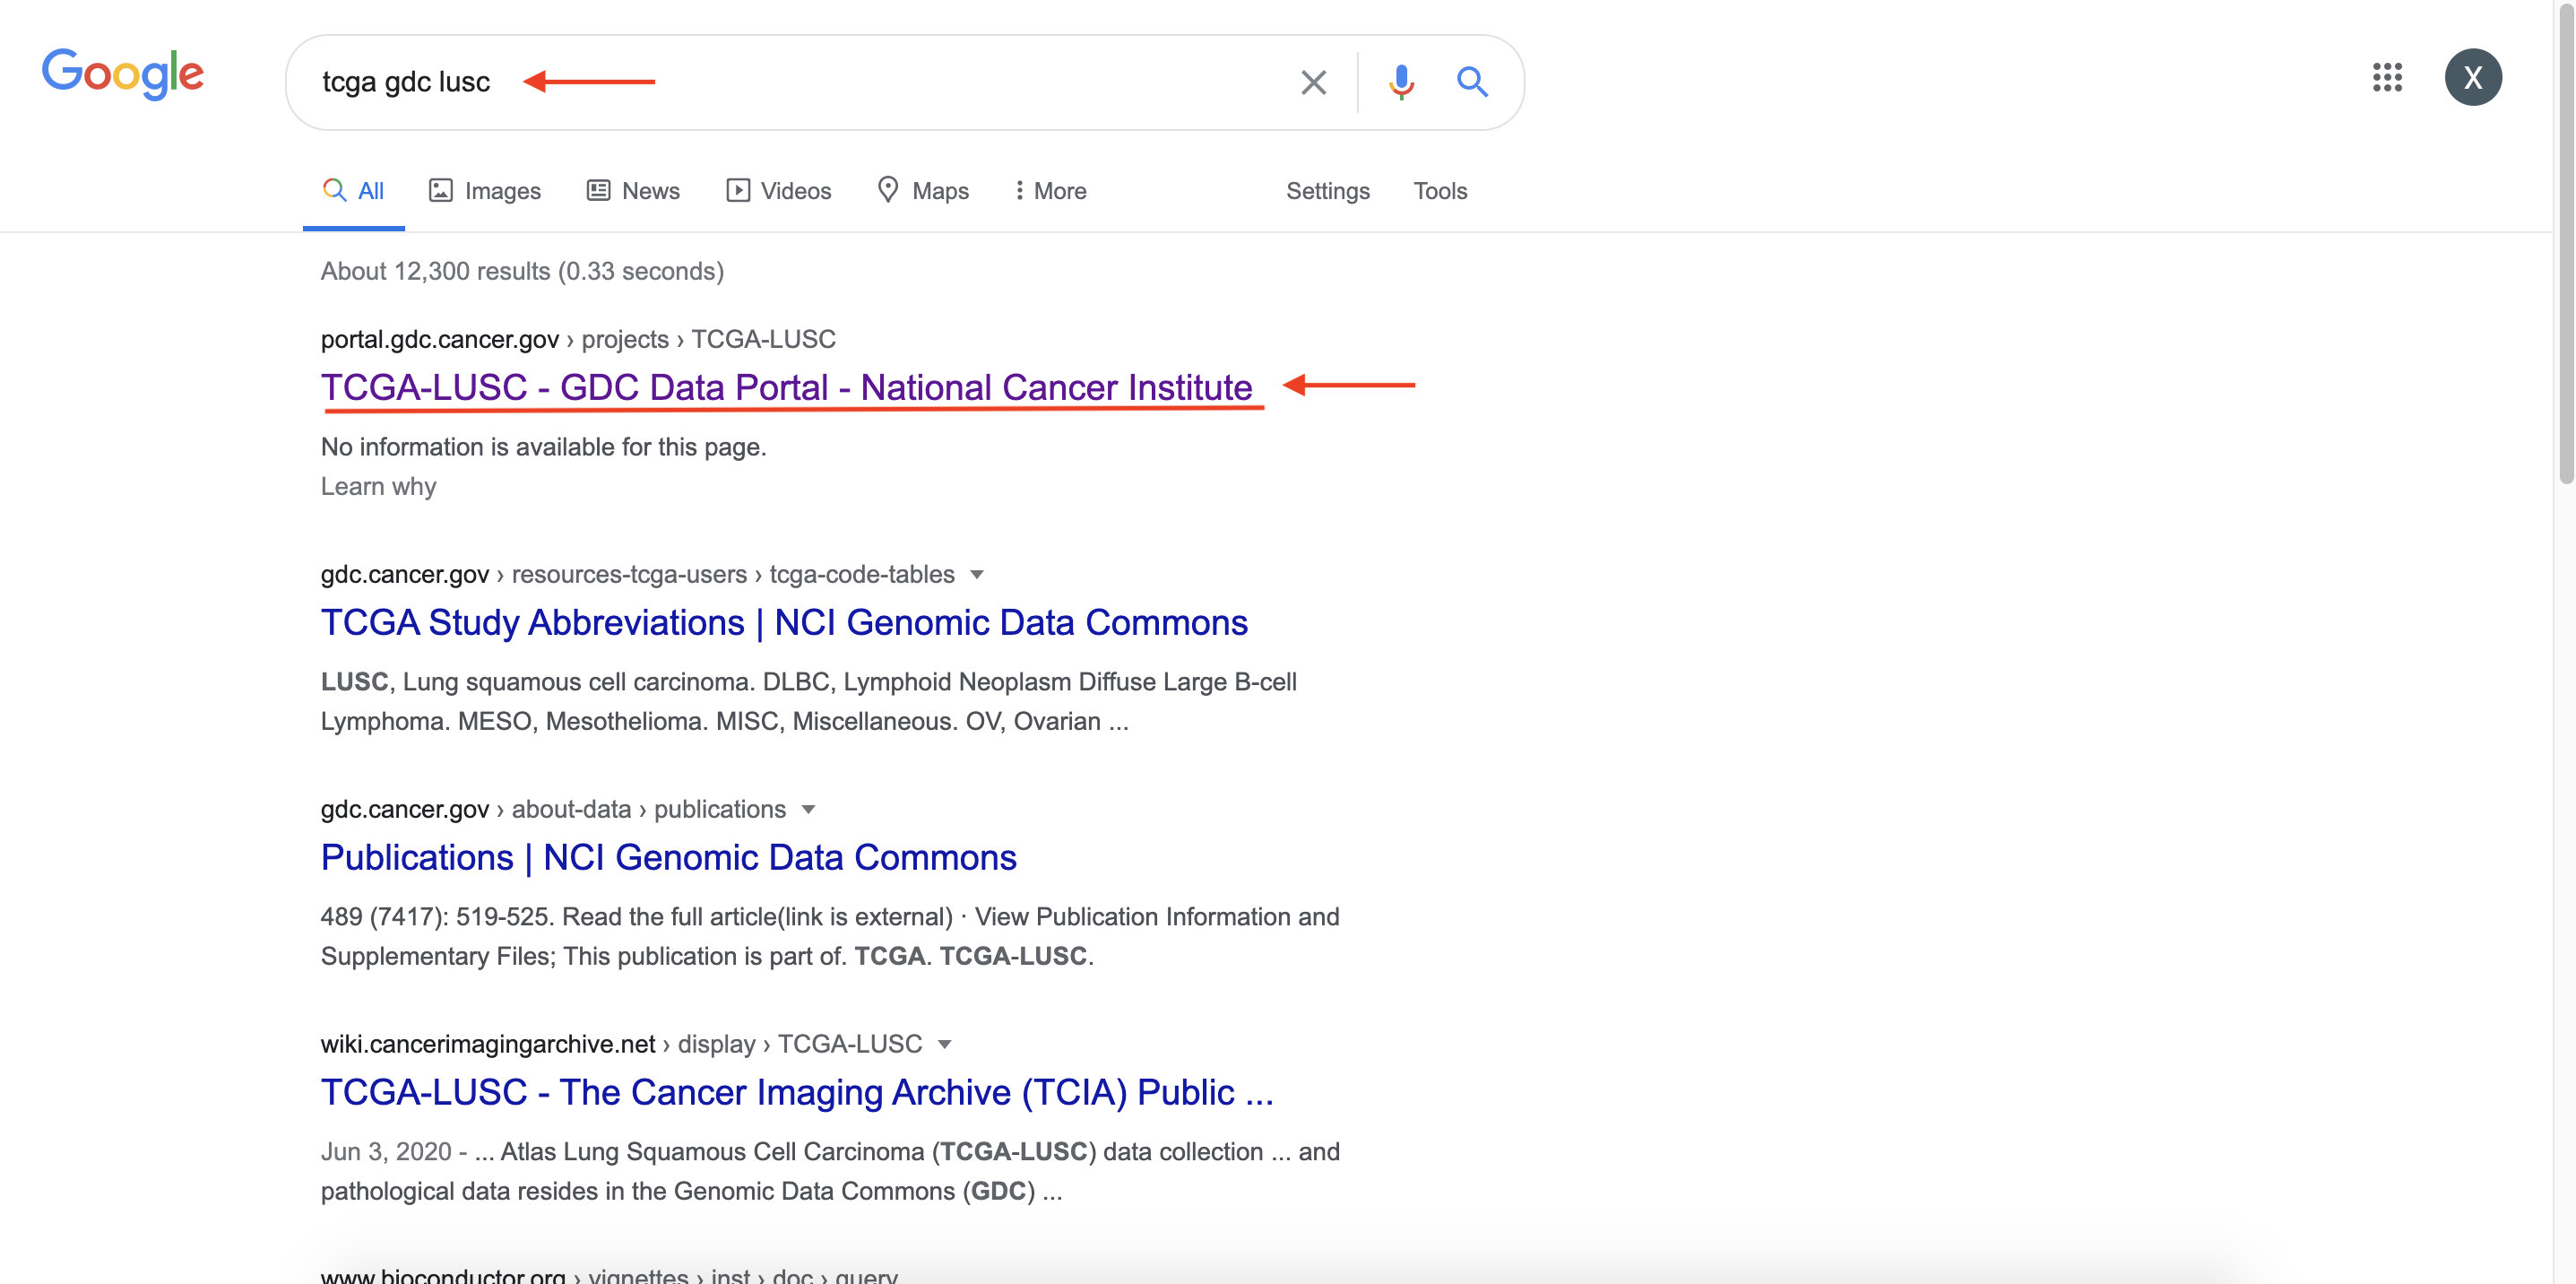 Google
tcga gdc lusc
X
All Images News Videos Maps More Settings Tools
About 12,300 results (0.33 seconds)
portal.gdc.cancer.gov › projects › TCGA-LUSC
TCGA-LUSC - GDC Data Portal - National Cancer Institute
No information is available for this page.
Learn why
gdc.cancer.gov › resources-tcga-users › tcga-code-tables
TCGA Study Abbreviations | NCI Genomic Data Commons
LUSC, Lung squamous cell carcinoma. DLBC, Lymphoid Neoplasm Diffuse Large B-cell
Lymphoma. MESO, Mesothelioma. MISC, Miscellaneous. OV, Ovarian ...
gdc.cancer.gov › about-data › publications
Publications | NCI Genomic Data Commons
489 (7417): 519-525. Read the full article(link is external) · View Publication Information and
Supplementary Files; This publication is part of. TCGA. TCGA-LUSC.
wiki.cancerimagingarchive.net › display › TCGA-LUSC
TCGA-LUSC - The Cancer Imaging Archive (TCIA) Public ...
Jun 3, 2020 - ... Atlas Lung Squamous Cell Carcinoma (TCGA-LUSC) data collection ... and
pathological data resides in the Genomic Data Commons (GDC) ...
www.bioconductor.org › vignettes › inst › doc › query